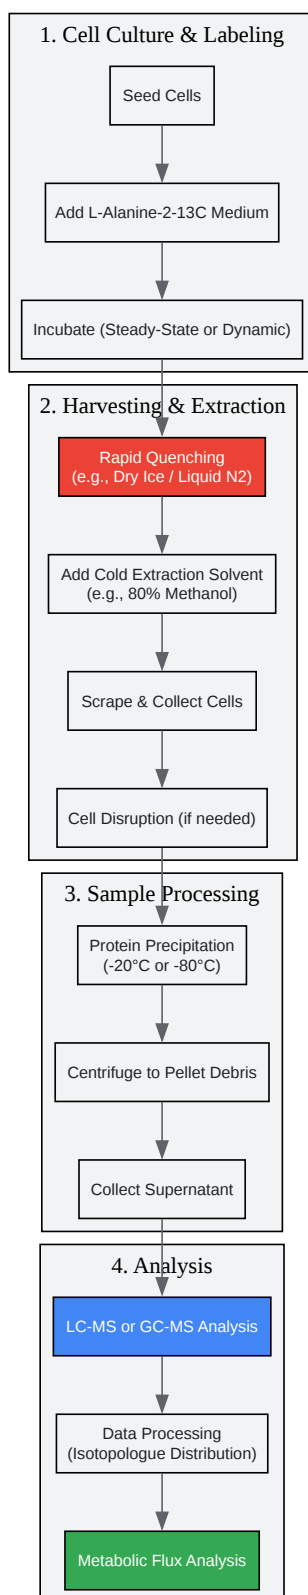 1. Cell Culture & Labeling
Seed Cells
Add L-Alanine-2-13C Medium
Incubate (Steady-State or Dynamic)
2. Harvesting & Extraction
Rapid Quenching
(e.g., Dry Ice / Liquid N2)
Add Cold Extraction Solvent
(e.g., 80% Methanol)
Scrape & Collect Cells
Cell Disruption (if needed)
3. Sample Processing
Protein Precipitation
(-20°C or -80°C)
Centrifuge to Pellet Debris
Collect Supernatant
4. Analysis
LC-MS or GC-MS Analysis
Data Processing
(Isotopologue Distribution)
Metabolic Flux Analysis